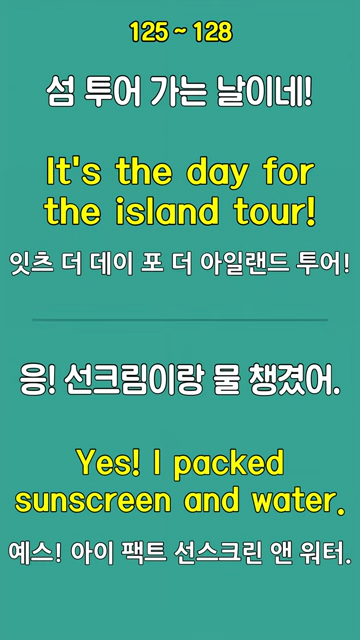 125 ~ 128
섬 투어 가는 날이네!
It's the day for
the island tour!
잇츠 더 데이 포 더 아일랜드 투어!
응! 선크림이랑 물 챙겼어.
Yes! I packed
sunscreen and water.
예스! 아이 팩트 선스크린 앤 워터.